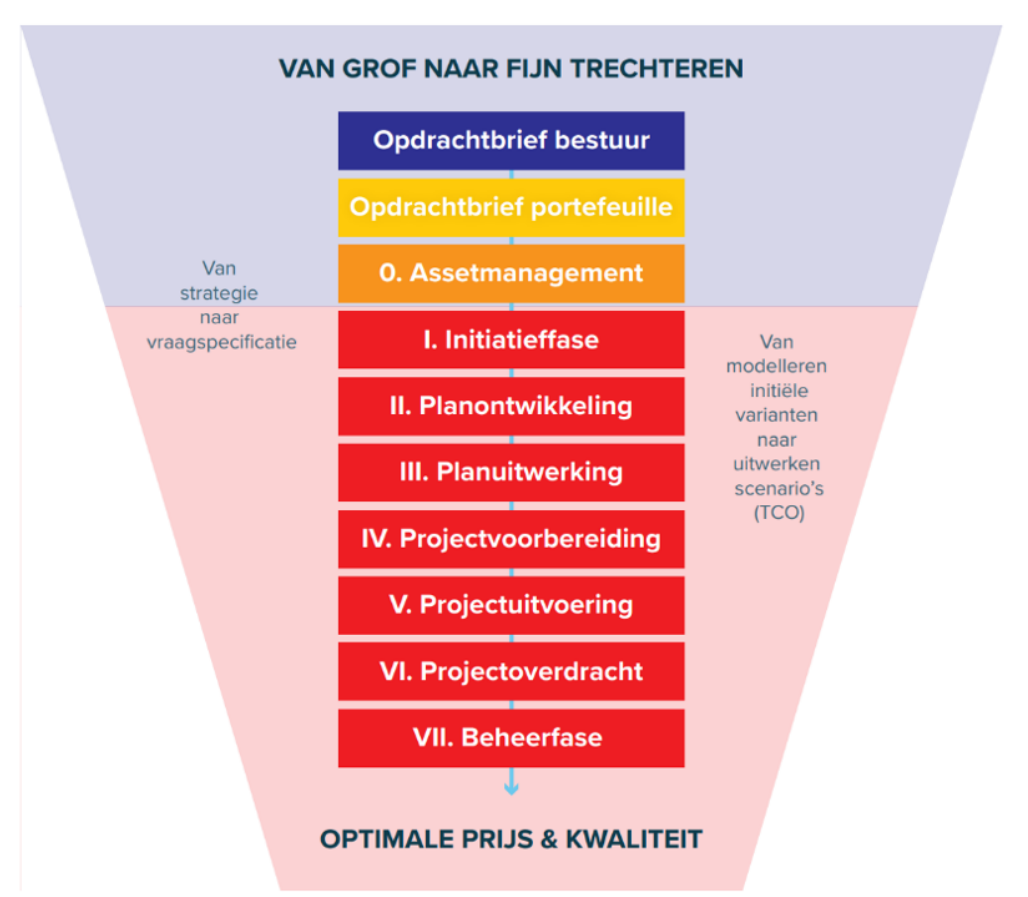 VAN GROF NAAR FIJN TRECHTEREN
Opdrachtbrief bestuur
Opdrachtbrief portefeuille
0. Assetmanagement
Van
strategie
naar
vraagspecificatie
I. Initiatieffase
II. Planontwikkeling
III. Planuitwerking
IV. Projectvoorbereiding
V. Projectuitvoering
VI. Projectoverdracht
VII. Beheerfase
Van
modelleren
initiële
varianten
naar
uitwerken
scenario's
(TCO)
OPTIMALE PRIJS & KWALITEIT